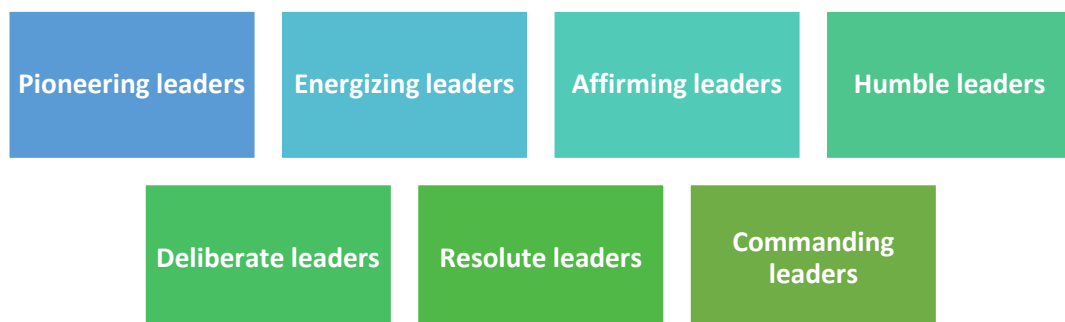 Pioneering leaders
Energizing leaders
Affirming leaders
Humble leaders
Deliberate leaders
Resolute leaders
Commanding
leaders